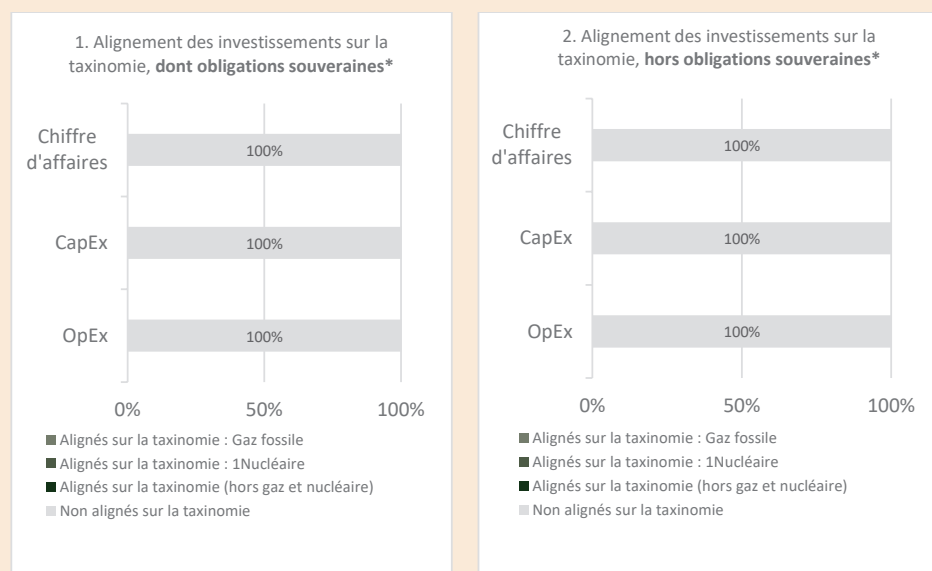 1. Alignement des investissements sur la
taxinomie, dont obligations souveraines*
Chiffre
d'affaires
100%
CapEx
100%
OpEx
100%
0%
50%
100%
Alignés sur la taxinomie : Gaz fossile
Alignés sur la taxinomie : 1Nucléaire
Alignés sur la taxinomie (hors gaz et nucléaire)
Non alignés sur la taxinomie
2. Alignement des investissements sur la
taxinomie, hors obligations souveraines*
Chiffre
d'affaires
100%
CapEx
100%
OpEx
100%
0%
50%
100%
Alignés sur la taxinomie : Gaz fossile
Alignés sur la taxinomie : 1Nucléaire
Alignés sur la taxinomie (hors gaz et nucléaire)
Non alignés sur la taxinomie